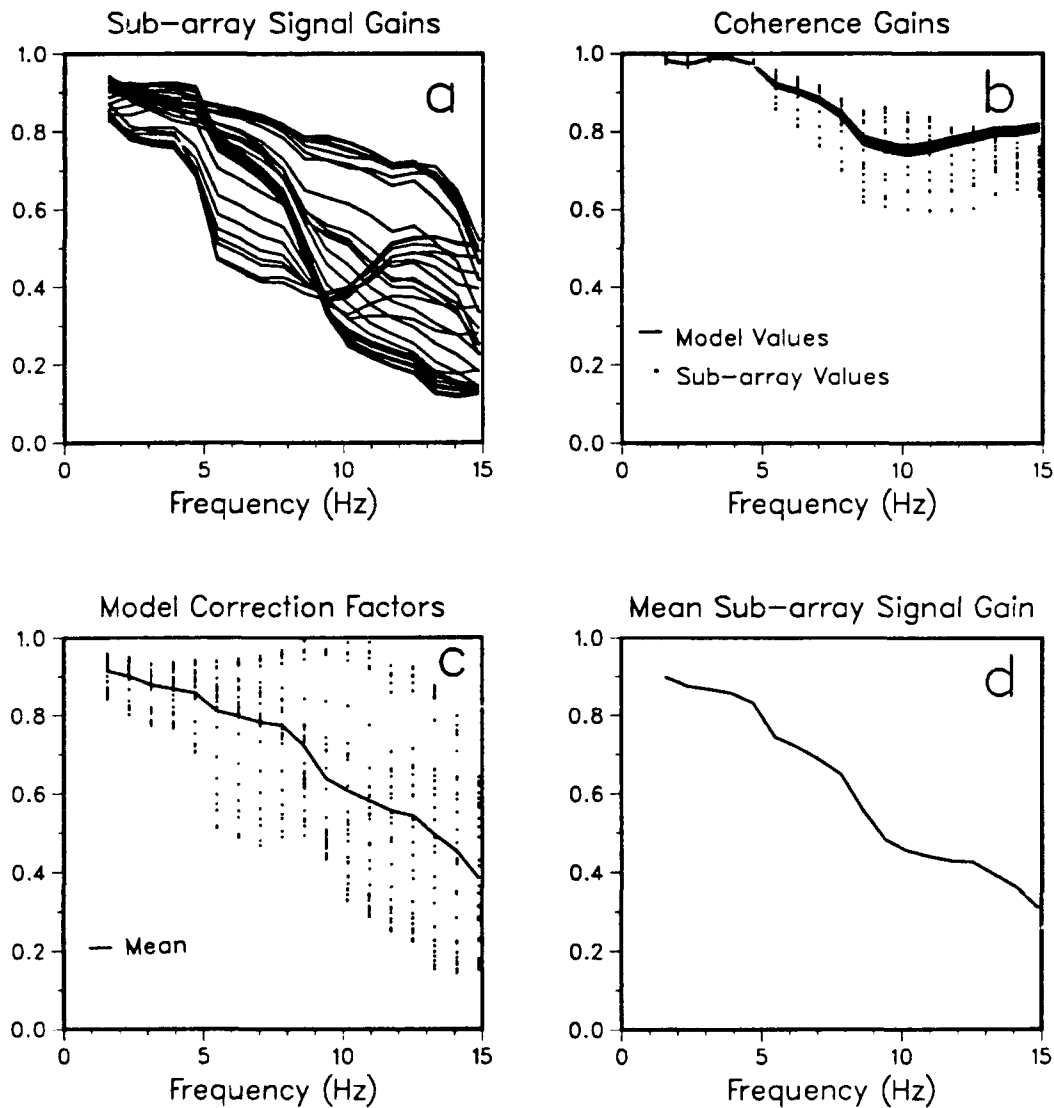 Sub-array Signal Gains
a
1.0
0.8
0.6
0.4
0.2
0.0
0 5 10 15
Frequency (Hz)
Coherence Gains
b
1.0
0.8
0.6
0.4
0.2
0.0
Model Values
Sub-array Values
0 5 10 15
Frequency (Hz)
Model Correction Factors
c
1.0
0.8
0.6
0.4
0.2
0.0
Mean
0 5 10 15
Frequency (Hz)
Mean Sub-array Signal Gain
d
1.0
0.8
0.6
0.4
0.2
0.0
0 5 10 15
Frequency (Hz)